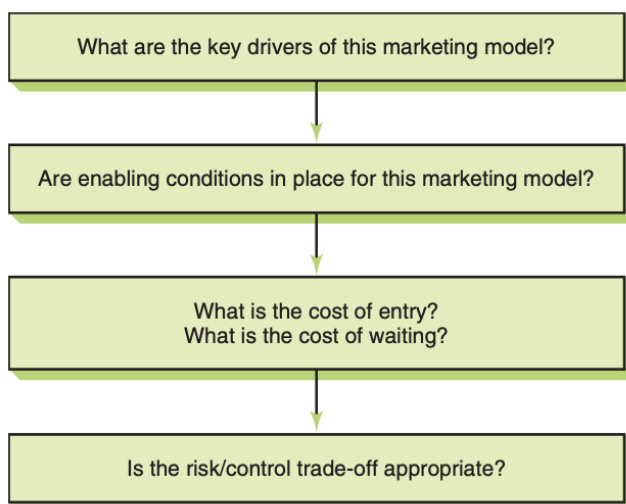 What are the key drivers of this marketing model?
Are enabling conditions in place for this marketing model?
What is the cost of entry?
What is the cost of waiting?
Is the risk/control trade-off appropriate?